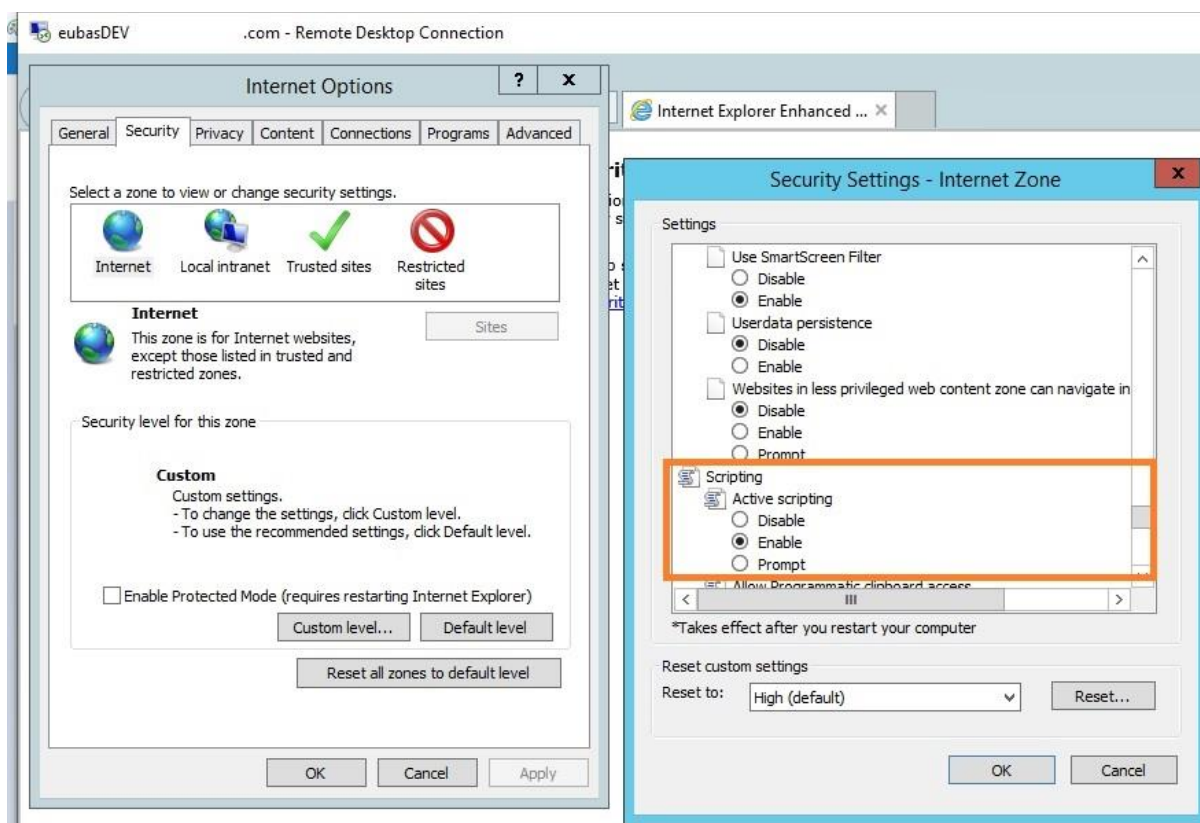 eubasDEV .com - Remote Desktop Connection
Internet Options
? x
General Security Privacy Content Connections Programs Advanced
Select a zone to view or change security settings.
Internet Local intranet Trusted sites Restricted sites
Internet
This zone is for Internet websites,
except those listed in trusted and
restricted zones.
Sites
Security level for this zone
Custom
Custom settings.
- To change the settings, click Custom level.
- To use the recommended settings, click Default level.
Enable Protected Mode (requires restarting Internet Explorer)
Custom level... Default level
Reset all zones to default level
OK Cancel Apply
Internet Explorer Enhanced ... ×
Security Settings - Internet Zone
x
Settings
Use SmartScreen Filter
Disable
Enable
Userdata persistence
Disable
Enable
Websites in less privileged web content zone can navigate in
Disable
Enable
Prompt
Scripting
Active scripting
Disable
Enable
Prompt
Allow Programmatic clipboard access
*Takes effect after you restart your computer
Reset custom settings
Reset to: High (default) Reset...
OK Cancel